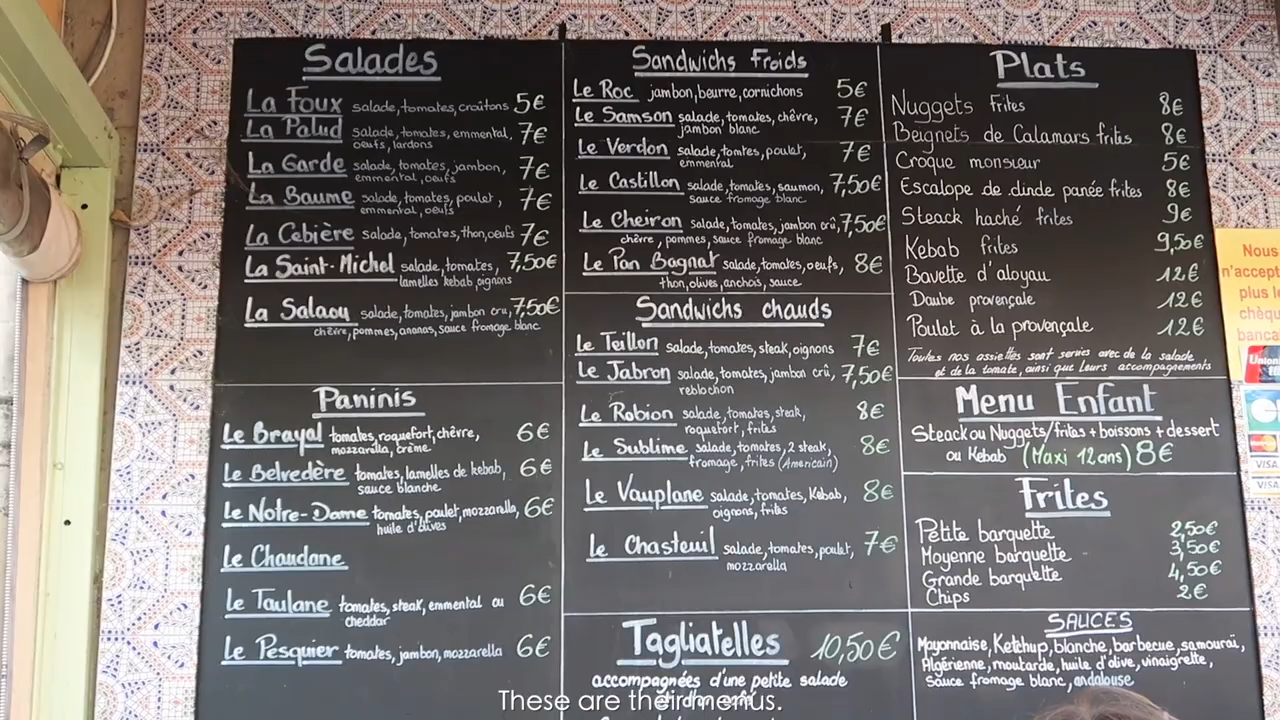 Salades
La Foux salade, tomates, croûtons 5€
La Palud salade, tomates, emmental, 7€
oeufs, lardons
La Garde salade, tomates, jambon, 7€
emmental, oeufs
La Baume salade, tomates, poulet, 7€
emmental, oeufs
La Cebière salade, tomates, thon, oeufs 7€
La Saint-Michel salade, tomates, 7,50€
lamelles kebab, oignons
La Salaou salade, tomates, jambon cru, 7,50€
chèvre, pommes, ananas, sauce fromage blanc
Paninis
Le Brayal tomates, roquefort, chèvre, 6€
mozzarella, crème
Le Belvedère tomates, lamelles de kebab, 6€
sauce blanche
Le Notre-Dame tomates, poulet, mozzarella, 6€
huile d'olives
Le Chaudane
Le Taulane tomates, steak, emmental ou 6€
cheddar
Le Pesquier tomates, jambon, mozzarella 6€
Sandwichs froids
Le Roc jambon, beurre, cornichons 5€
Le Samson salade, tomates, chèvre, 7€
jambon blanc
Le Verdon salade, tomtes, poulet, 7€
emmental
Le Castillon salade, tomates, saumon, 7,50€
sauce fromage blanc
Le Cheiron salade, tomates, jambon crû, 7,50€
chèvre, pommes, sauce fromage blanc
Le Pan Bagnat salade, tomates, oeufs, 8€
thon, olives, anchois, sauce
Sandwichs chauds
Le Teillon salade, tomates, steak, oignons 7€
Le Jabron salade, tomates, jambon crû, 7,50€
reblochon
Le Robion salade, tomates, steak, 8€
roquefort, frites
Le Sublime salade, tomates, 2 steak, 8€
fromage, frites (Americain)
Le Vauplane salade, tomates, Kebab, 8€
oignons, frites
Le Chasteuil salade, tomates, poulet, 7€
mozzarella
Tagliatelles 10,50€
accompagnées d'une petite salade
Plats
Nuggets frites 8€
Beignets de Calamars frites 8€
Croque monsieur 5€
Escalope de dinde panée frites 8€
Steack haché frites 9€
Kebab frites 9,50€
Bavette d'aloyau 12€
Daube provençale 12€
Poulet à la provençale 12€
Toutes nos assiettes sont servies avec de la salade
et de la tomate, ainsi que leurs accompagnements
Menu Enfant
Steack ou Nuggets/frites + boissons + dessert
ou Kebab (Maxi 12 ans) 8€
Frites
Petite barquette 2,50€
Moyenne barquette 3,50€
Grande barquette 4,50€
Chips 2€
SAUCES
Mayonnaise, Ketchup, blanche, barbecue, samouraï,
Algérienne, moutarde, huile d'olive, vinaigrette,
Sauce fromage blanc, andalouse
Nous
n'accept
plus le
chèqu
banca
Union
VISA
VISA
These are their menus.